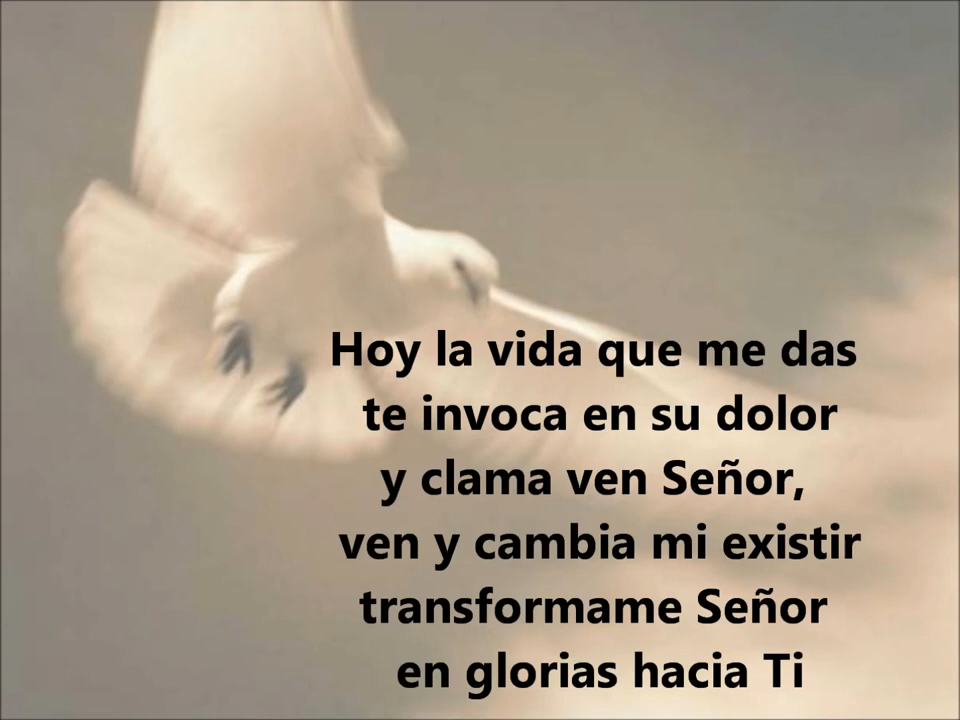 Hoy la vida que me das
te invoca en su dolor
y clama ven Señor,
ven y cambia mi existir
transformame Señor
en glorias hacia Ti